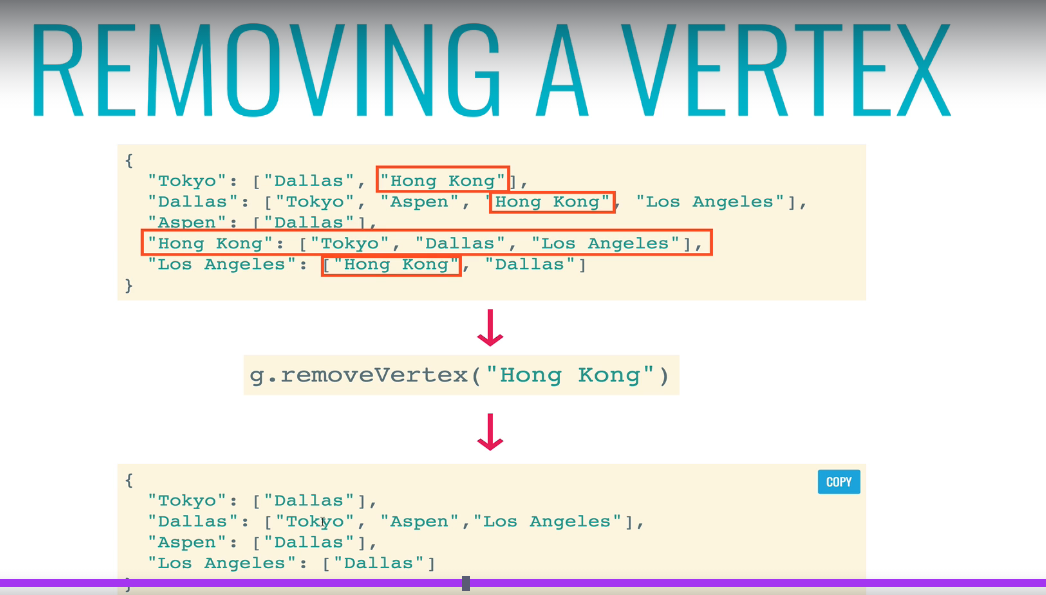 REMOVING A VERTEX
{
"Tokyo": ["Dallas", "Hong Kong"],
"Dallas": ["Tokyo", "Aspen", "Hong Kong", "Los Angeles"],
"Aspen": ["Dallas"],
"Hong Kong": ["Tokyo", "Dallas", "Los Angeles"],
"Los Angeles": ["Hong Kong", "Dallas"]
}
g.removeVertex("Hong Kong")
{
COPY
"Tokyo": ["Dallas"],
"Dallas": ["Tokyo", "Aspen","Los Angeles"],
"Aspen": ["Dallas"],
"Los Angeles": ["Dallas"]
}